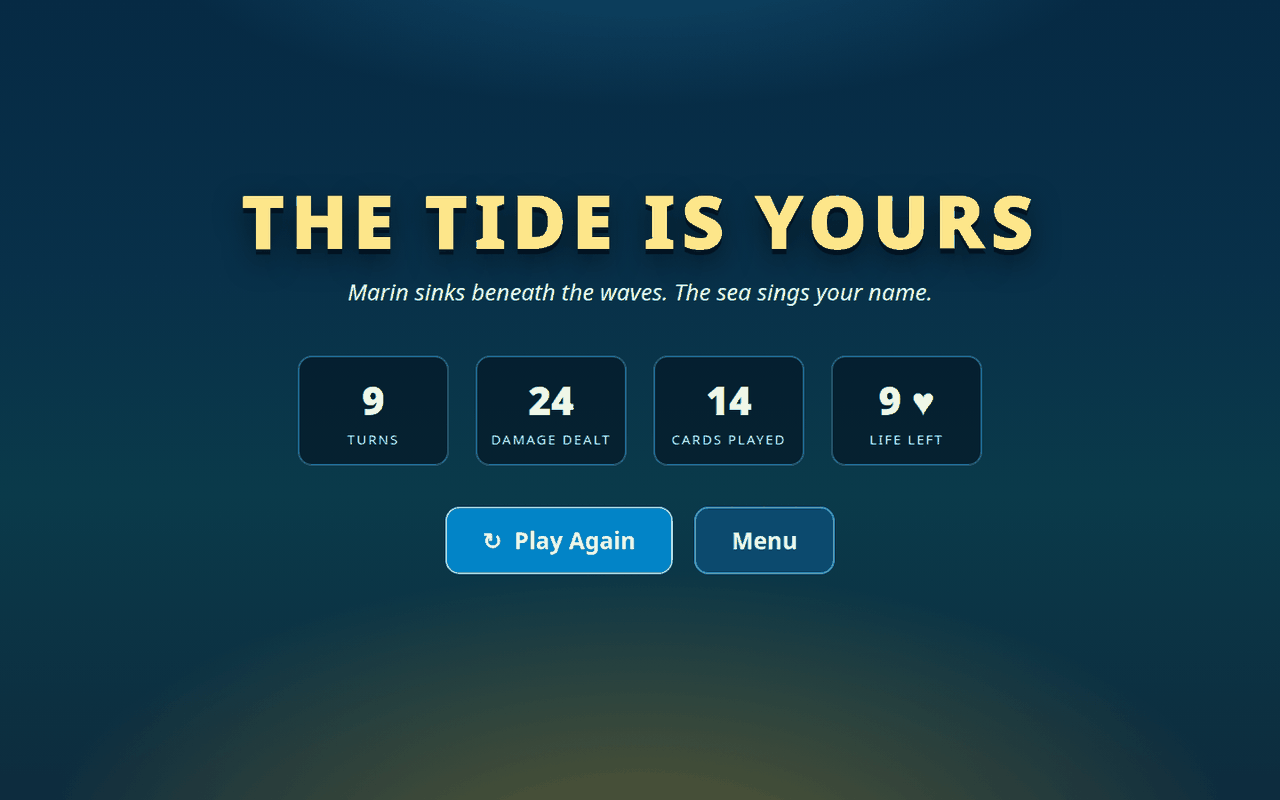 THE TIDE IS YOURS
Marin sinks beneath the waves. The sea sings your name.
9 24 14 9 ♥
TURNS DAMAGE DEALT CARDS PLAYED LIFE LEFT
↻ Play Again Menu